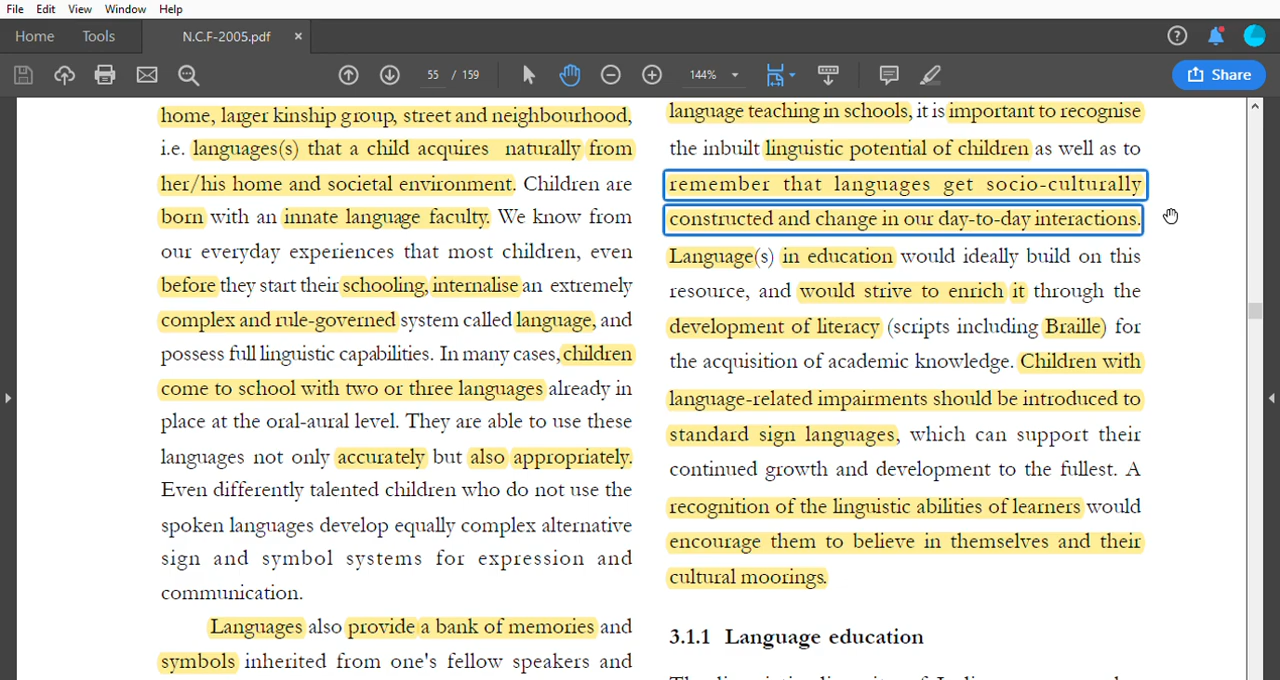 File Edit View Window Help
Home Tools N.C.F-2005.pdf ×
55 / 159 144% Share
home, larger kinship group, street and neighbourhood,
i.e. languages(s) that a child acquires naturally from
her/his home and societal environment. Children are
born with an innate language faculty. We know from
our everyday experiences that most children, even
before they start their schooling, internalise an extremely
complex and rule-governed system called language, and
possess full linguistic capabilities. In many cases, children
come to school with two or three languages already in
place at the oral-aural level. They are able to use these
languages not only accurately but also appropriately.
Even differently talented children who do not use the
spoken languages develop equally complex alternative
sign and symbol systems for expression and
communication.
Languages also provide a bank of memories and
symbols inherited from one's fellow speakers and
language teaching in schools, it is important to recognise
the inbuilt linguistic potential of children as well as to
remember that languages get socio-culturally
constructed and change in our day-to-day interactions.
Language(s) in education would ideally build on this
resource, and would strive to enrich it through the
development of literacy (scripts including Braille) for
the acquisition of academic knowledge. Children with
language-related impairments should be introduced to
standard sign languages, which can support their
continued growth and development to the fullest. A
recognition of the linguistic abilities of learners would
encourage them to believe in themselves and their
cultural moorings.
3.1.1 Language education